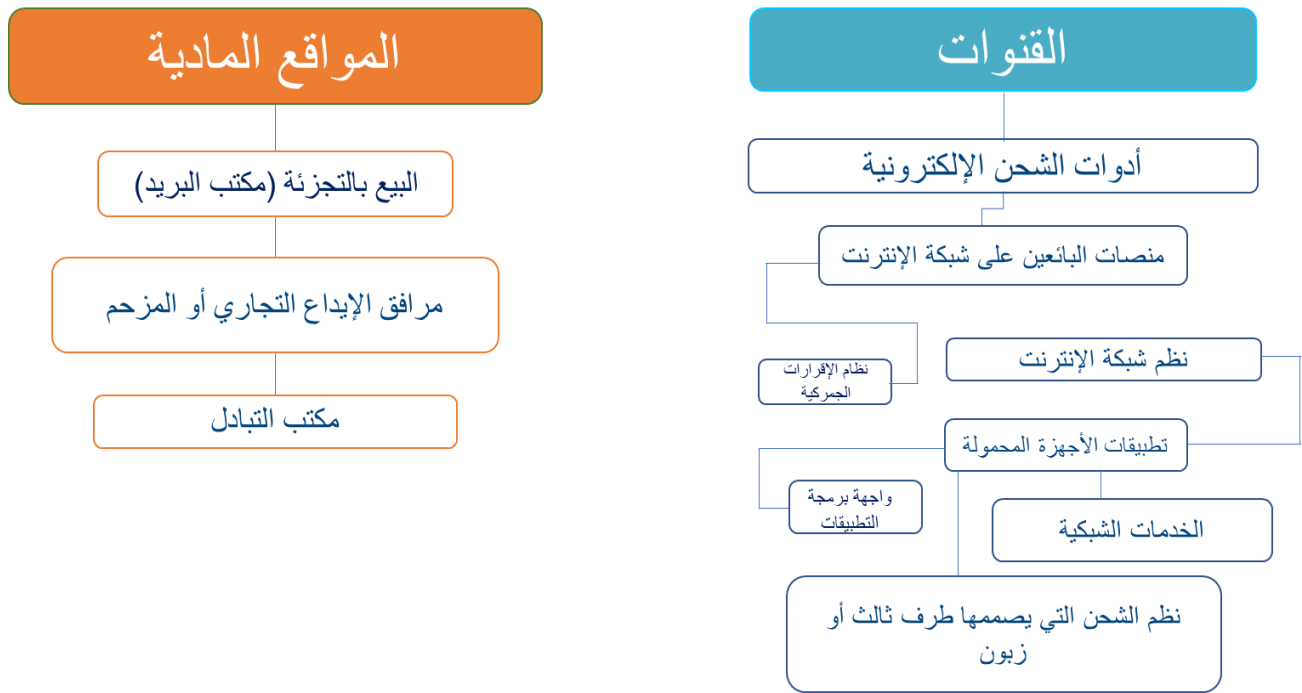 القنوات
أدوات الشحن الإلكترونية
منصات البائعين على شبكة الإنترنت
نظم شبكة الإنترنت
نظام الإقرارات
الجمركية
تطبيقات الأجهزة المحمولة
واجهة برمجة
التطبيقات
الخدمات الشبكية
نظم الشحن التي يصممها طرف ثالث أو
زبون
المواقع المادية
البيع بالتجزئة (مكتب البريد)
مرافق الإيداع التجاري أو المزحم
مكتب التبادل